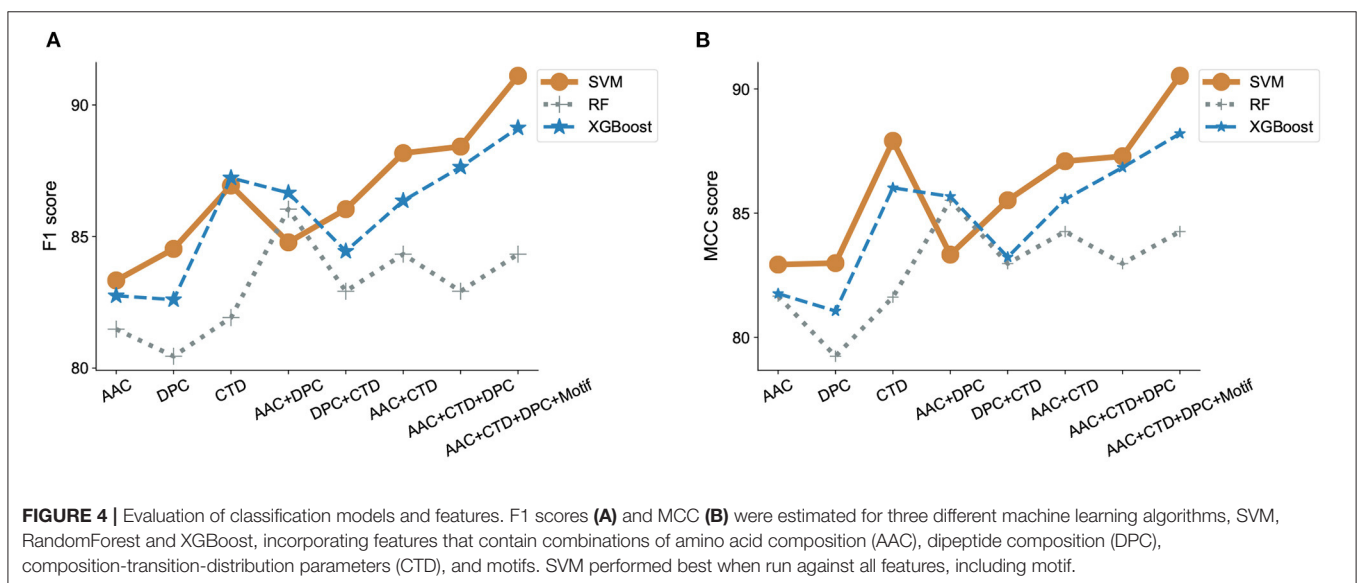 A
B
90
85
80
F1 score
SVM
RF
XGBoost
AAC
DPC
CTD
AAC+DPC
DPC+CTD
AAC+CTD
AAC+CTD+DPC
AAC+CTD+DPC+Motif
90
85
80
MCC score
SVM
RF
XGBoost
AAC
DPC
CTD
AAC+DPC
DPC+CTD
AAC+CTD
AAC+CTD+DPC
AAC+CTD+DPC+Motif
FIGURE 4 | Evaluation of classification models and features. F1 scores (A) and MCC (B) were estimated for three different machine learning algorithms, SVM,
RandomForest and XGBoost, incorporating features that contain combinations of amino acid composition (AAC), dipeptide composition (DPC),
composition-transition-distribution parameters (CTD), and motifs. SVM performed best when run against all features, including motif.